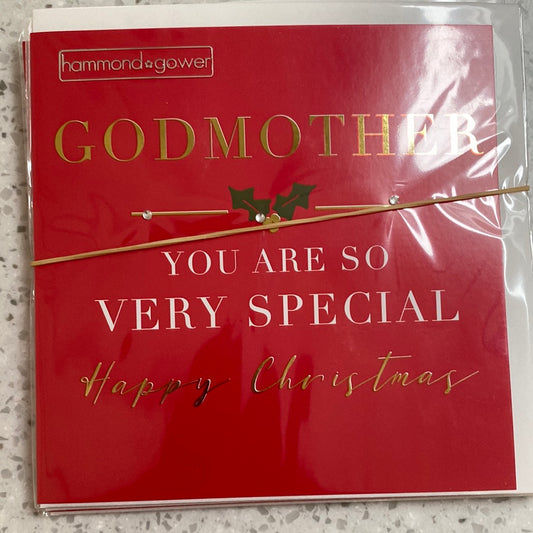 hammond gower
GODMOTHER
YOU ARE SO
VERY SPECIAL
Happy Christmas